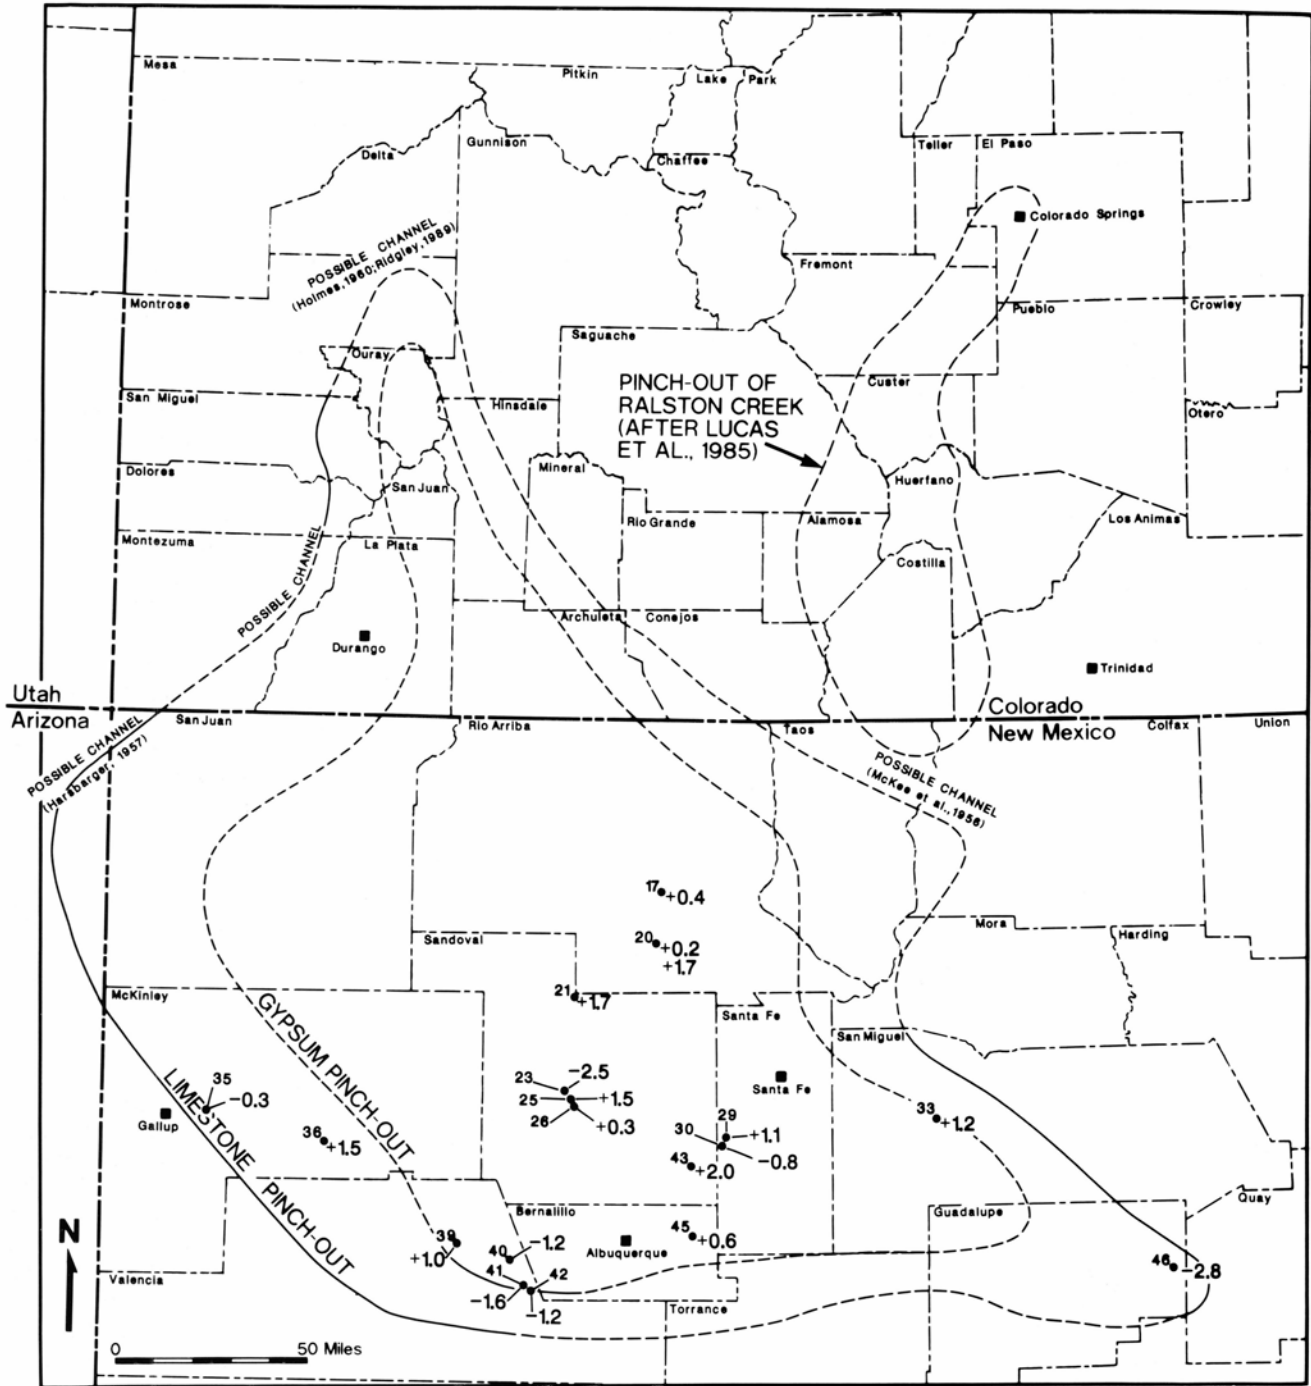 Mesa
Pitkin
Lake
Park
Delta
Gunnison
Chaffee
Teller
El Paso
Colorado Springs
POSSIBLE CHANNEL
(Holmes, 1960; Ridgley, 1989)
Fremont
Montrose
Pueblo
Crowley
Saguache
Ouray
PINCH-OUT OF
RALSTON CREEK
(AFTER LUCAS
ET AL., 1985)
Custer
San Miguel
Hinsdale
Otero
Dolores
Mineral
San Juan
Huerfano
Rio Grande
Alamosa
Los Animas
Montezuma
La Plata
Costilla
POSSIBLE CHANNEL
Archuleta
Conejos
Durango
Trinidad
Utah
Arizona
San Juan
Rio Arriba
Taos
Colorado
New Mexico
Colfax
Union
POSSIBLE CHANNEL
(Harshbarger, 1957)
POSSIBLE CHANNEL
(McKee et al., 1956)
17
+0.4
Mora
Harding
Sandoval
20
+0.2
+1.7
McKinley
21
+1.7
Santa Fe
San Miguel
GYPSUM PINCH-OUT
LIMESTONE PINCH-OUT
35
-0.3
Gallup
36
+1.5
23
-2.5
25
+1.5
26
+0.3
Santa Fe
29
+1.1
30
-0.8
33
+1.2
43
+2.0
Quay
Bernalillo
Guadalupe
N
39
+1.0
40
-1.2
Albuquerque
45
+0.6
41
-1.6
42
-1.2
46
-2.8
Valencia
Torrance
0
50 Miles